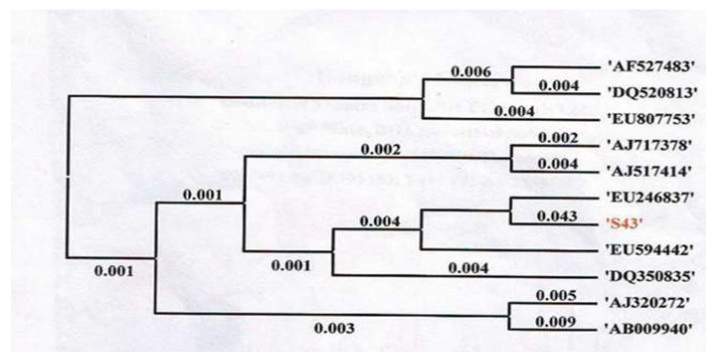 'AF527483'
0.006
0.004
'DQ520813'
0.004
'EU807753'
0.002
'AJ717378'
0.002
0.004
'AJ517414'
0.001
'EU246837'
0.043
'S43'
0.004
'EU594442'
0.001
0.004
'DQ350835'
0.001
0.005
'AJ320272'
0.003
0.009
'AB009940'